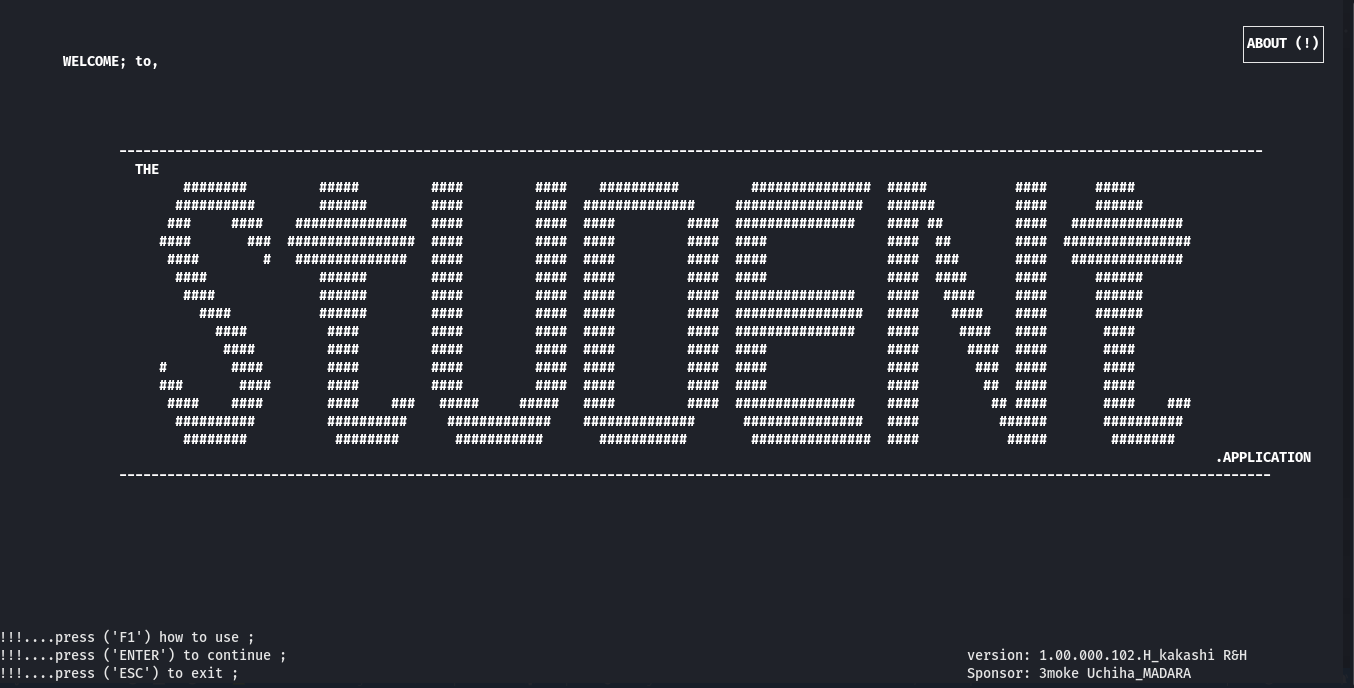 ABOUT (!)
WELCOME; to,
THE
StUDENt
.APPLICATION
!!!....press ('F1') how to use ;
!!!....press ('ENTER') to continue ;
!!!....press ('ESC') to exit ;
version: 1.00.000.102.H_kakashi R&H
Sponsor: 3moke Uchiha_MADARA